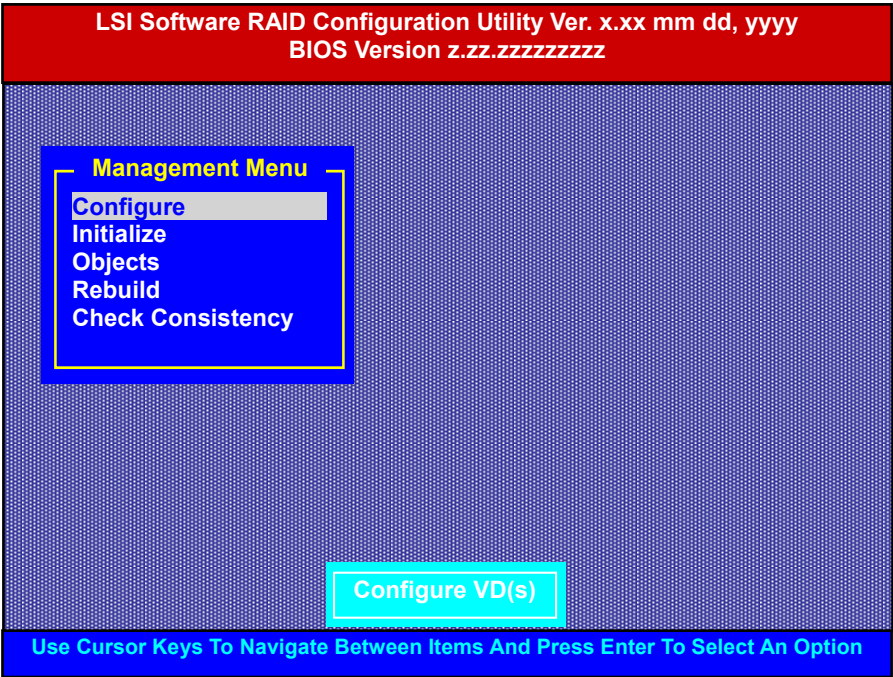 LSI Software RAID Configuration Utility Ver. x.xx mm dd, yyyy
BIOS Version z.zz.zzzzzzzzz
Management Menu
Configure
Initialize
Objects
Rebuild
Check Consistency
Configure VD(s)
Use Cursor Keys To Navigate Between Items And Press Enter To Select An Option